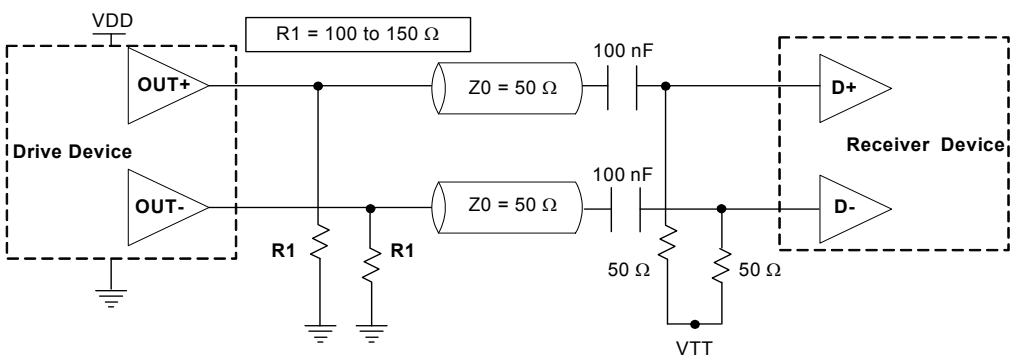 VDD
R1 = 100 to 150 Ω
100 nF
OUT+
Z0 = 50 Ω
D+
Drive Device
Receiver Device
100 nF
OUT-
Z0 = 50 Ω
D-
R1
R1
50 Ω
50 Ω
VTT